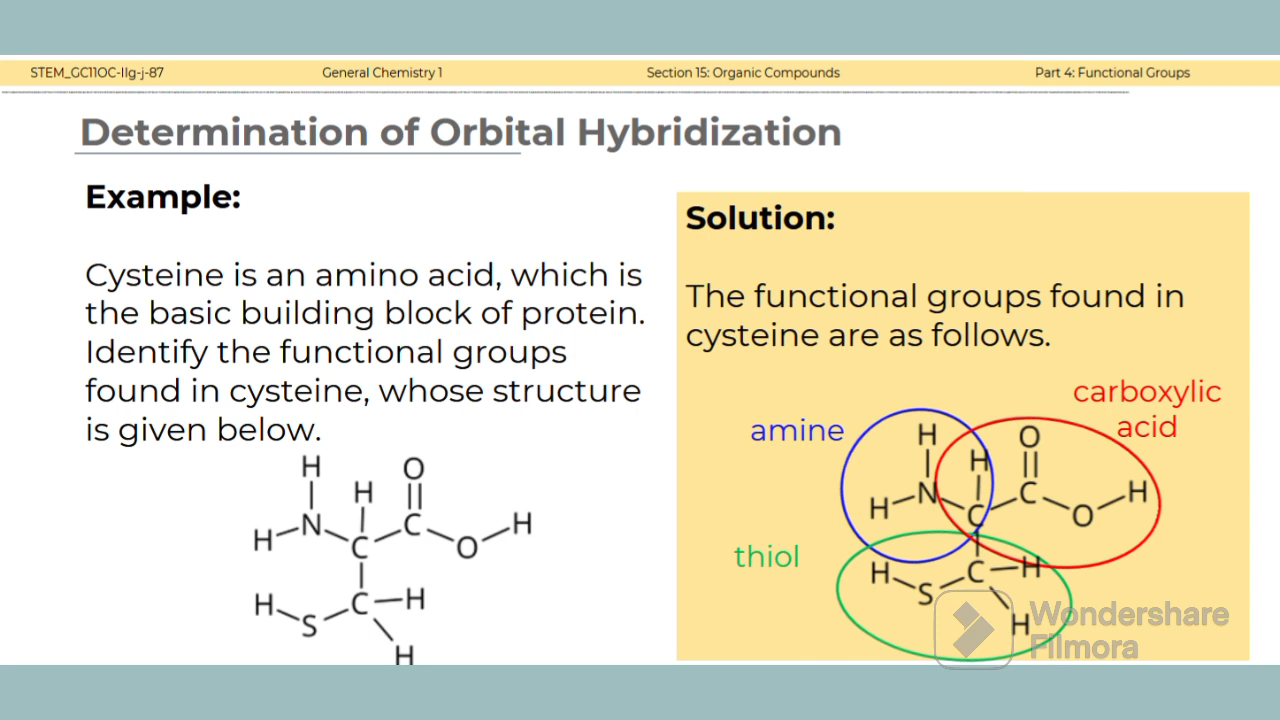 STEM_GC11OC-IIg-j-87 General Chemistry 1 Section 15: Organic Compounds Part 4: Functional Groups
Determination of Orbital Hybridization
Example:
Cysteine is an amino acid, which is
the basic building block of protein.
Identify the functional groups
found in cysteine, whose structure
is given below.
H O
H
N C H
H C O
H C H
S
H
Solution:
The functional groups found in
cysteine are as follows.
carboxylic
acid
amine
H O
H
N C H
H C O
thiol
H C H
S
H
Wondershare
Filmora